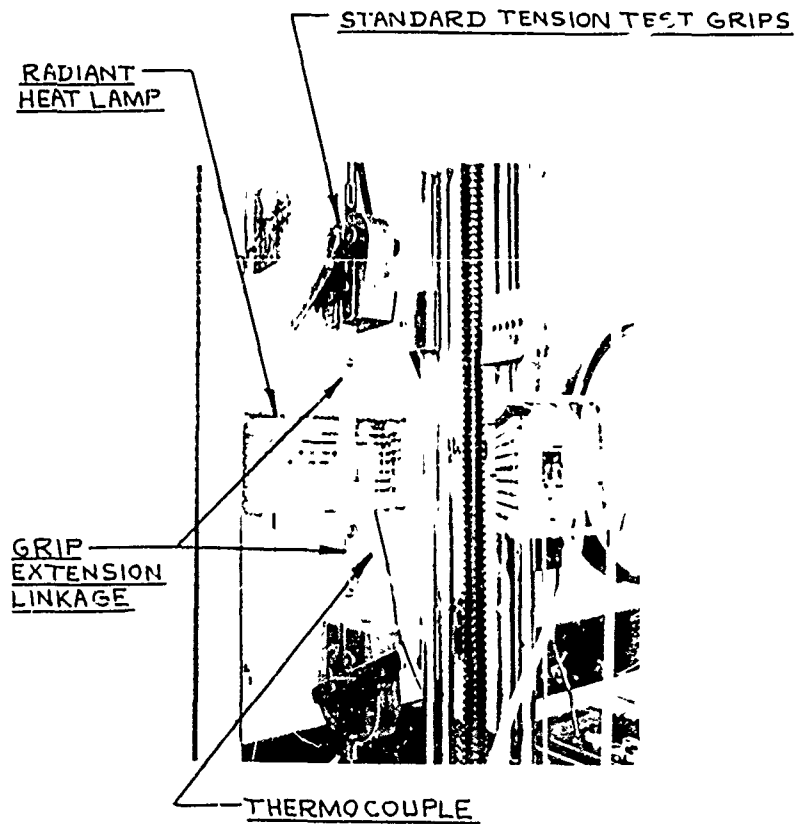 STANDARD TENSION TEST GRIPS
RADIANT
HEAT LAMP
GRIP
EXTENSION
LINKAGE
THERMOCOUPLE